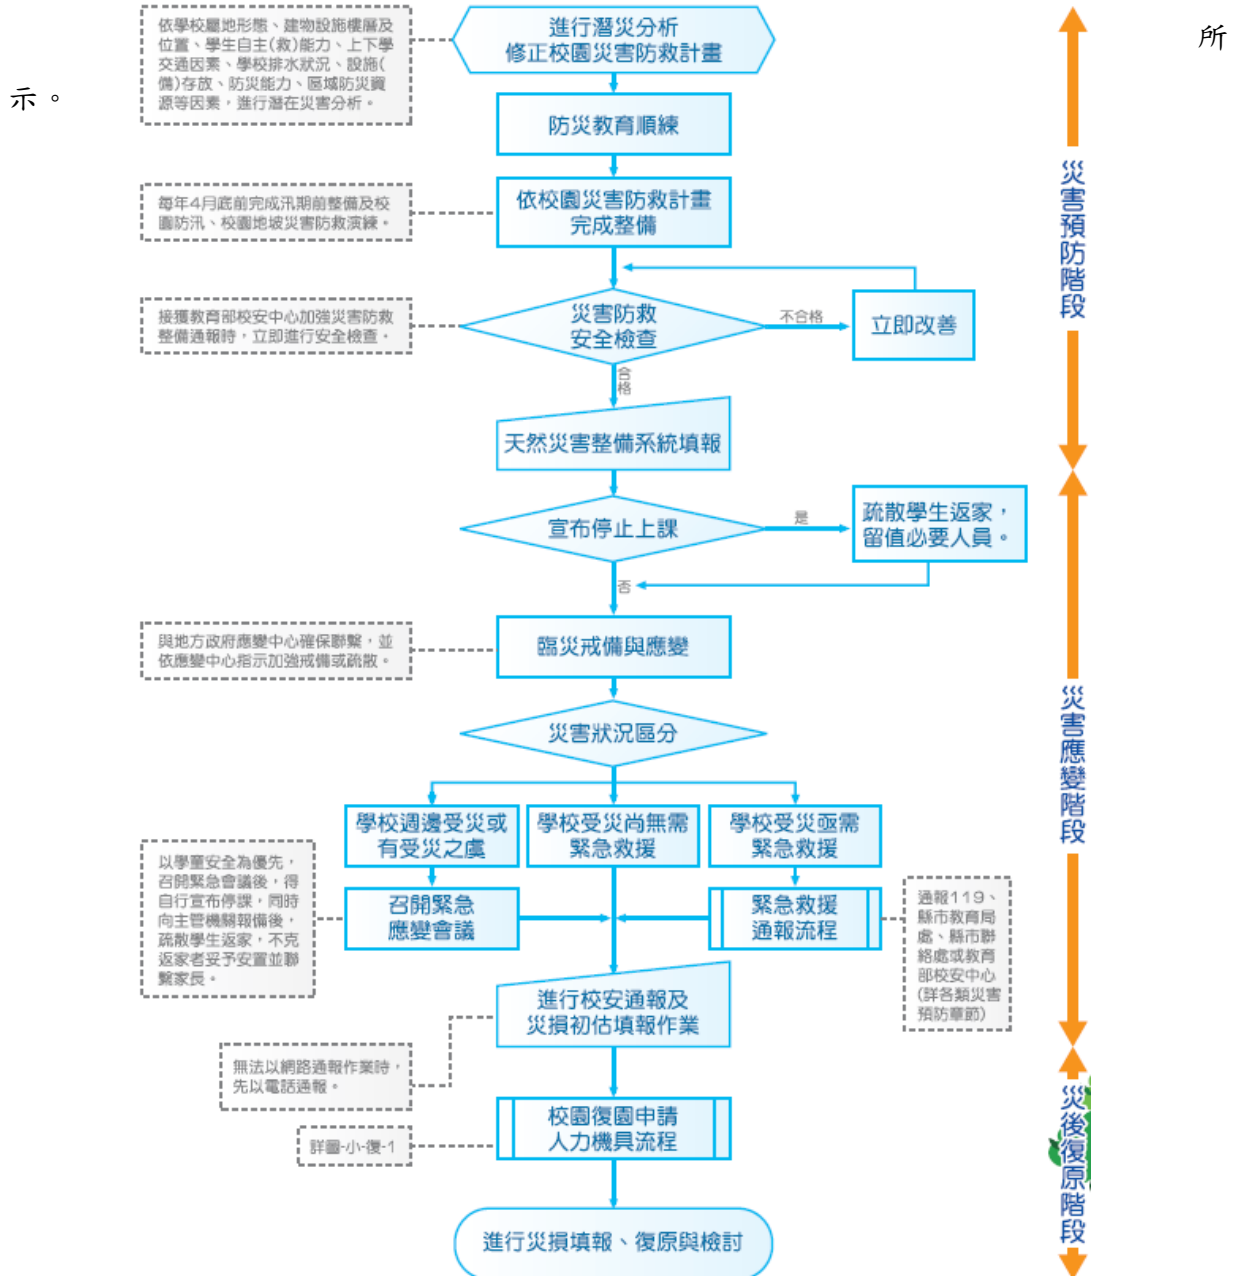 所
示。
依學校屬地形態、建物設施樓層及
位置、學生自主(救)能力、上下學
交通因素、學校排水狀況、設施(
備)存放、防災能力、區域防災資
源等因素，進行潛在災害分析。
進行潛災分析
修正校園災害防救計畫
防災教育順練
每年4月底前完成汛期前整備及校
園防汛、校園地坡災害防救演練。
依校園災害防救計畫
完成整備
接獲教育部校安中心加強災害防救
整備通報時，立即進行安全檢查。
災害防救
安全檢查
不合格
立即改善
合
格
天然災害整備系統填報
災害預防階段
宣布停止上課
是
疏散學生返家，
留值必要人員。
否
與地方政府應變中心確保聯繫，並
依應變中心指示加強戒備或疏散。
臨災戒備與應變
災害狀況區分
學校週邊受災或
有受災之虞
學校受災尚無需
緊急救援
學校受災亟需
緊急救援
以學童安全為優先，
召開緊急會議後，得
自行宣布停課，同時
向主管機關報備後，
疏散學生返家，不克
返家者妥予安置並聯
繫家長。
召開緊急
應變會議
緊急救援
通報流程
通報119、
縣市教育局
處、縣市聯
絡處或教育
部校安中心
(詳各類災害
預防章節)
災害應變階段
進行校安通報及
災損初估填報作業
無法以網路通報作業時，
先以電話通報。
校園復園申請
人力機具流程
詳圖-小-復-1
進行災損填報、復原與檢討
災後復原階段